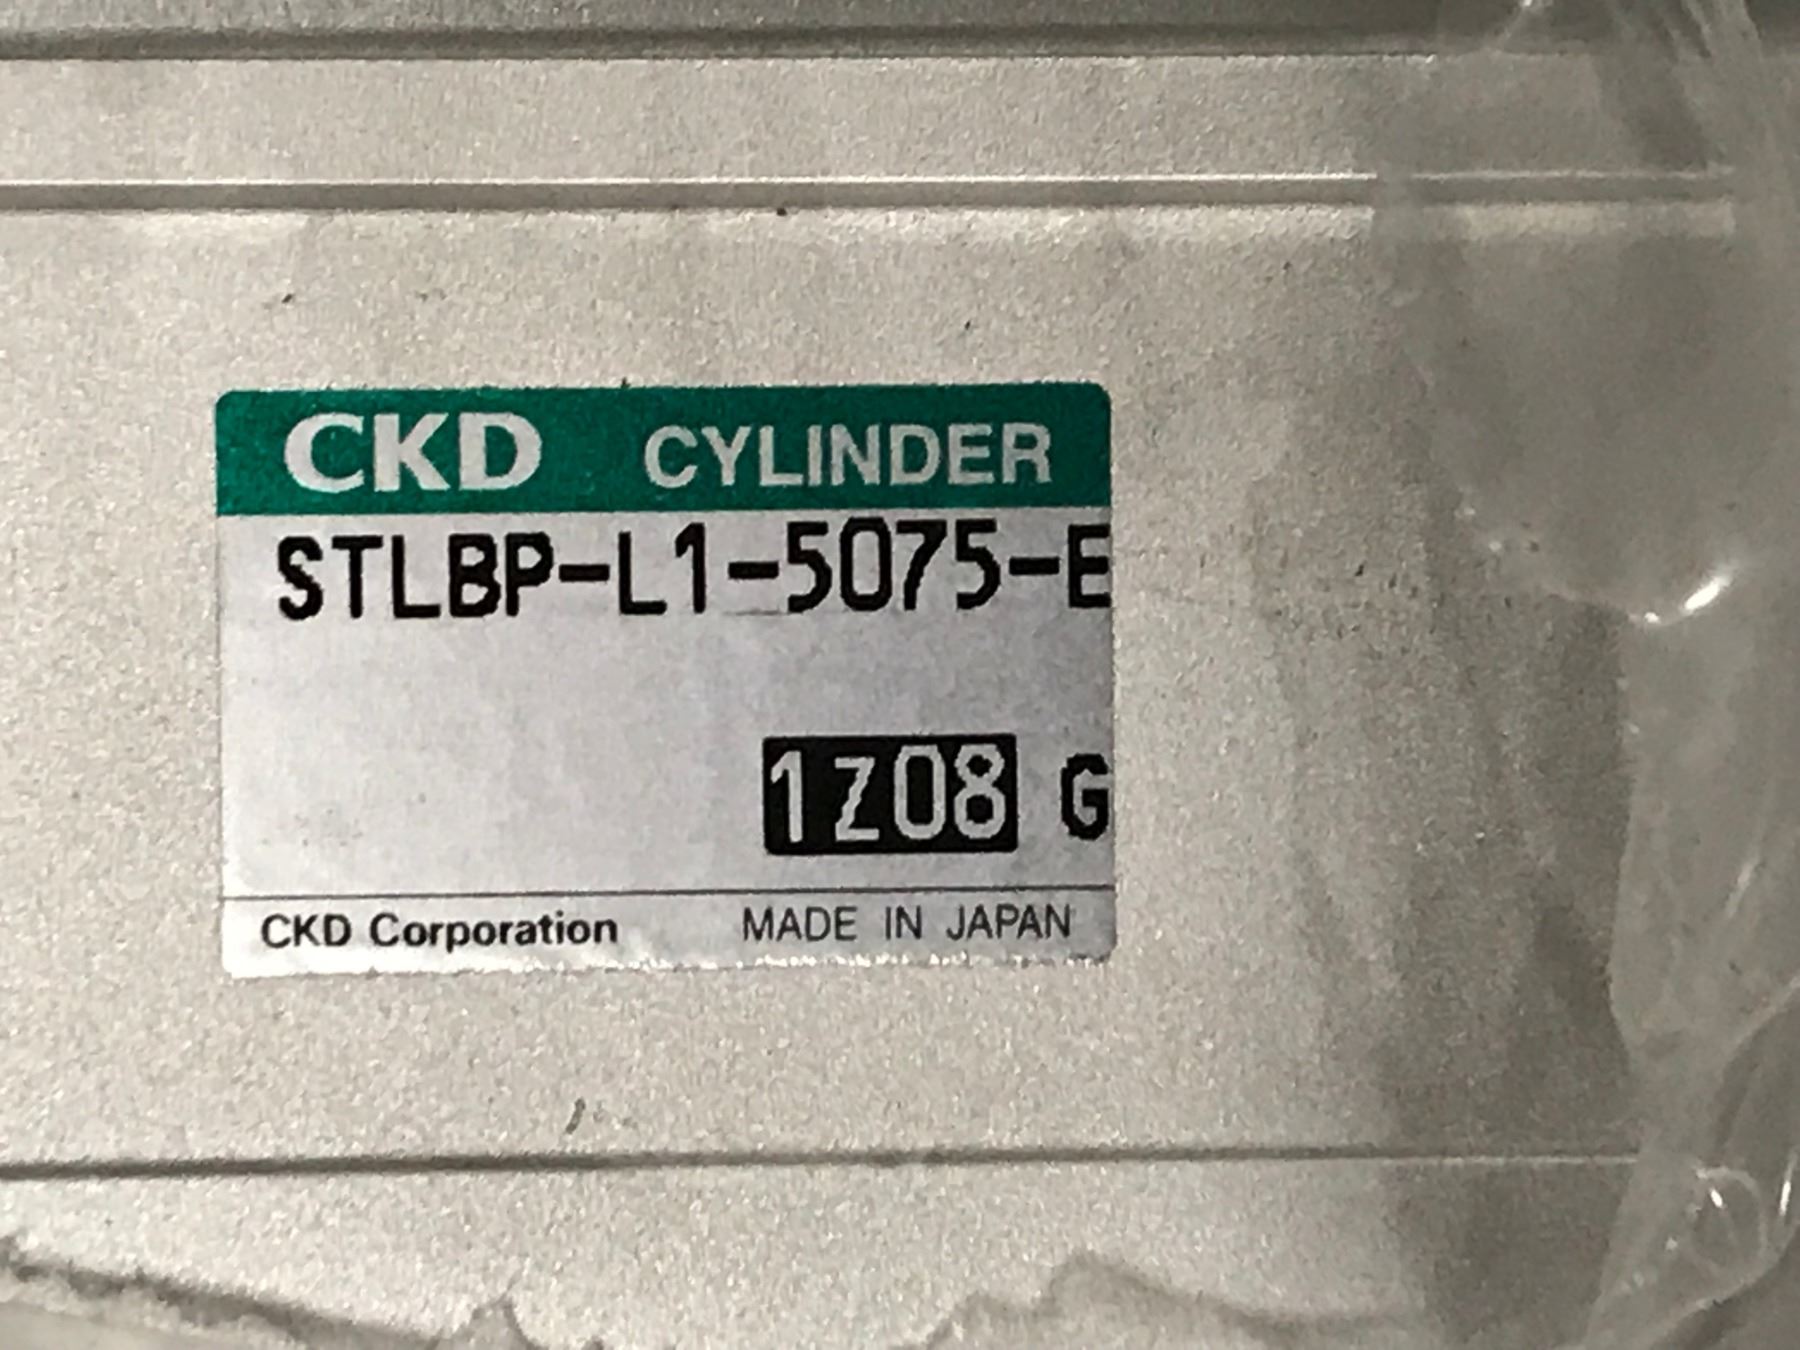 CKD CYLINDER
STLBP-L1-5075-E
1Z08 G
CKD Corporation MADE IN JAPAN